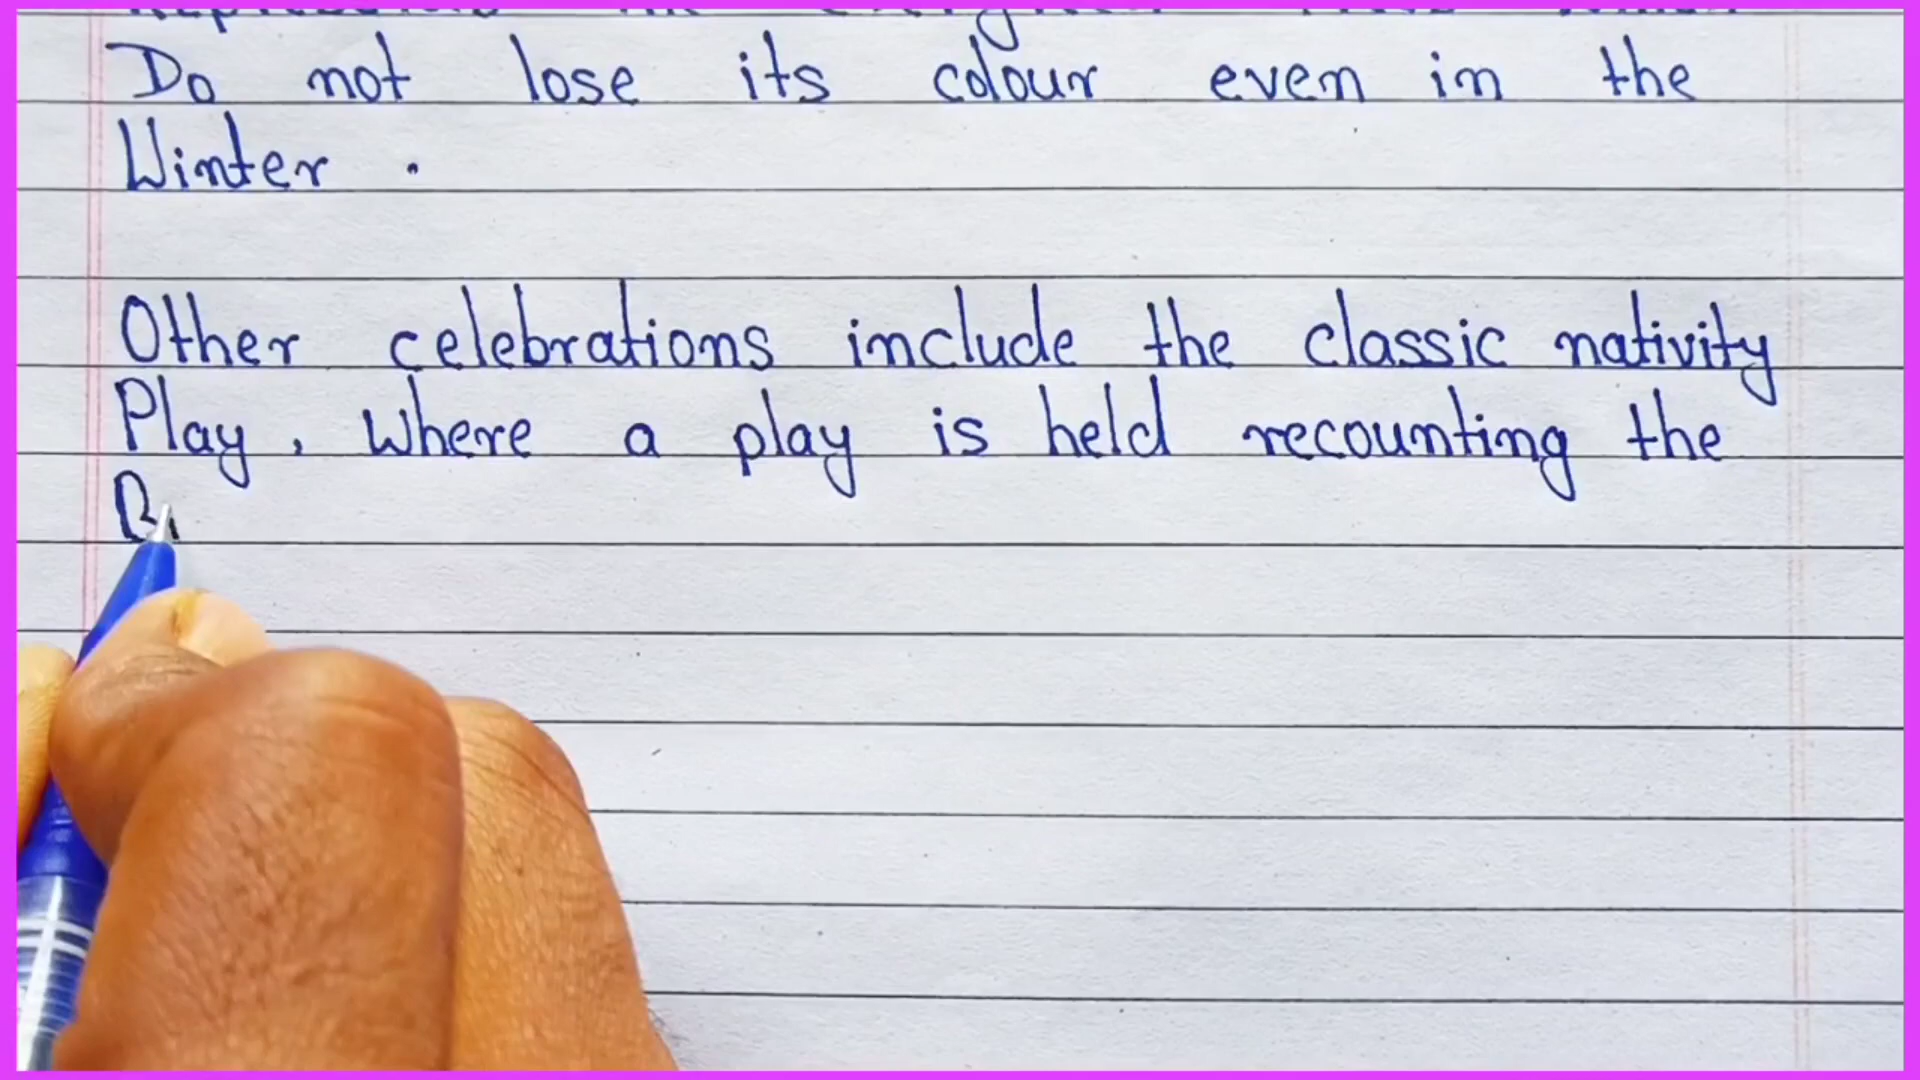 Do not lose its colour even in the
Winter .
Other celebrations include the classic nativity
Play , Where a play is held recounting the